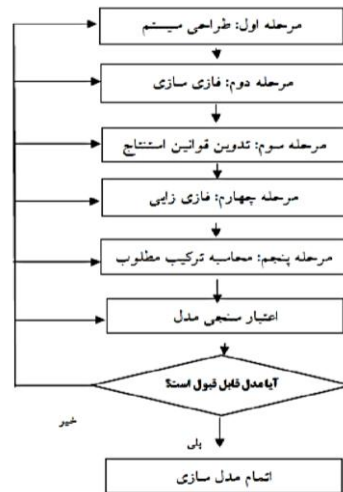 مرحله اول: طراحی سیستم
مرحله دوم: فازی سازی
مرحله سوم: تدوین قوانین استنتاج
مرحله چهارم: فازی زایی
مرحله پنجم: محاسبه ترکیب مطلوب
اعتبار سنجی مدل
آیا مدل قابل قبول است؟
خیر
بلی
اتمام مدل سازی